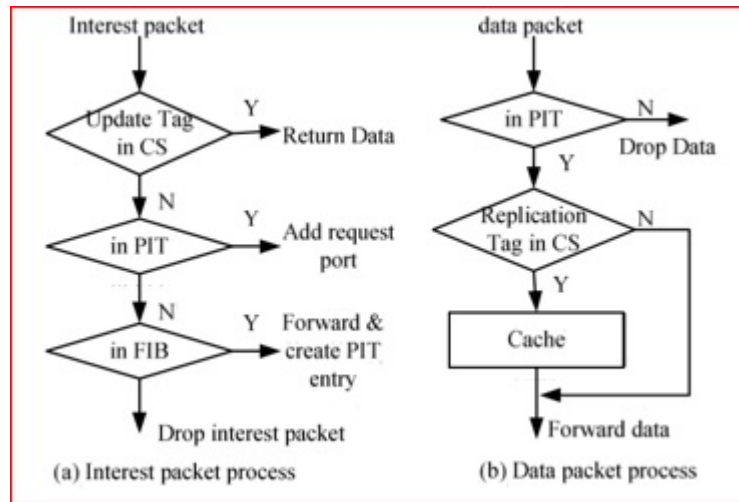 Interest packet
Update Tag
in CS
Y
Return Data
N
in PIT
Y
Add request
port
N
in FIB
Y
Forward &
create PIT
entry
Drop interest packet
(a) Interest packet process
data packet
in PIT
N
Drop Data
Y
Replication
Tag in CS
N
Y
Cache
Forward data
(b) Data packet process